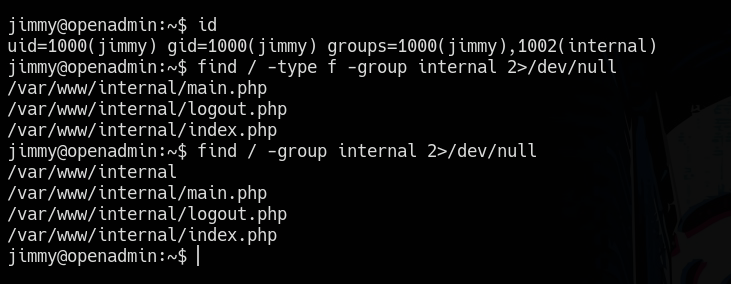 jimmy@openadmin:~$ id
uid=1000(jimmy) gid=1000(jimmy) groups=1000(jimmy),1002(internal)
jimmy@openadmin:~$ find / -type f -group internal 2>/dev/null
/var/www/internal/main.php
/var/www/internal/logout.php
/var/www/internal/index.php
jimmy@openadmin:~$ find / -group internal 2>/dev/null
/var/www/internal
/var/www/internal/main.php
/var/www/internal/logout.php
/var/www/internal/index.php
jimmy@openadmin:~$